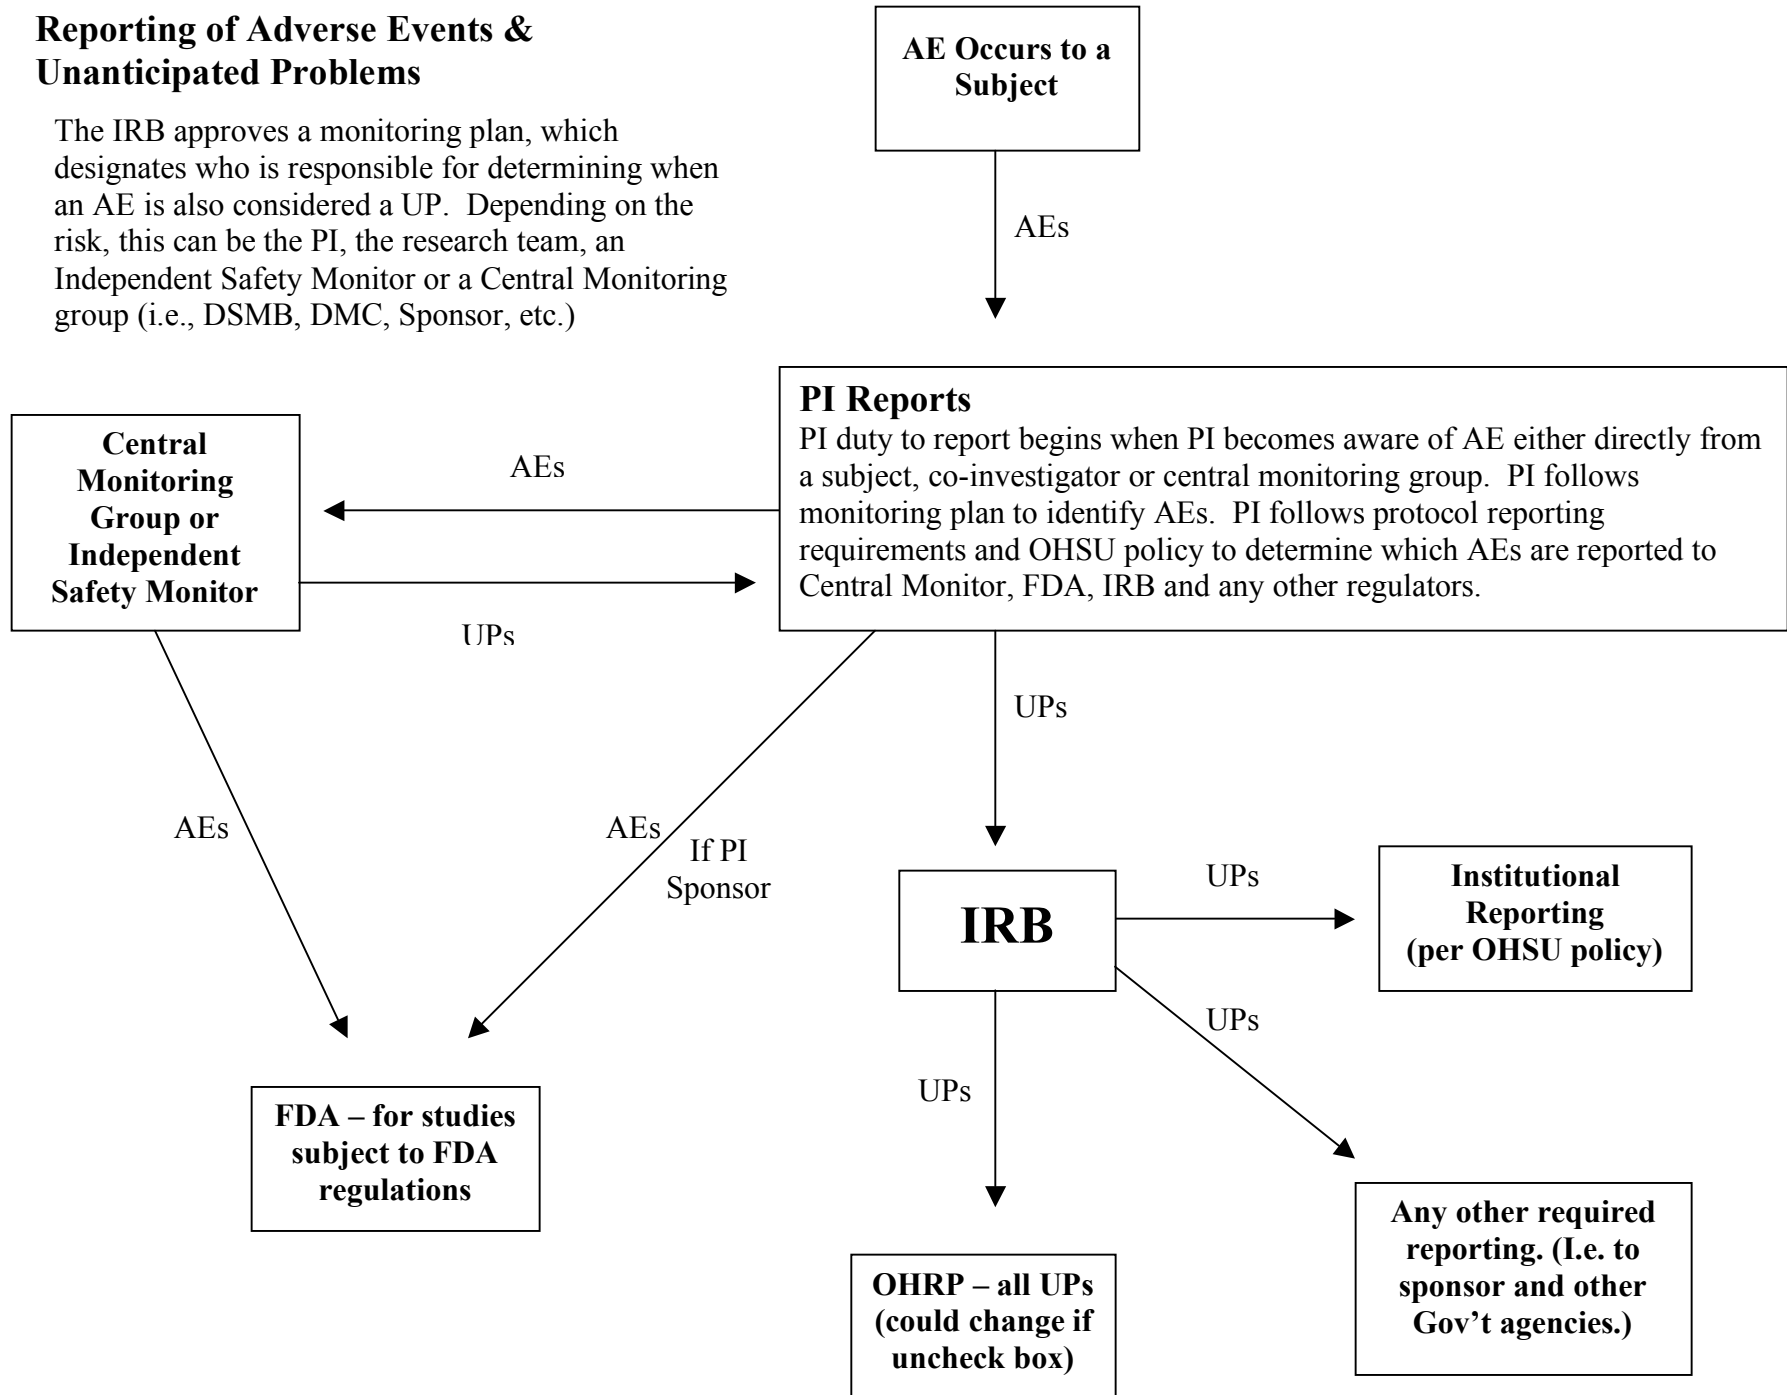 Reporting of Adverse Events &
Unanticipated Problems
The IRB approves a monitoring plan, which
designates who is responsible for determining when
an AE is also considered a UP.  Depending on the
risk, this can be the PI, the research team, an
Independent Safety Monitor or a Central Monitoring
group (i.e., DSMB, DMC, Sponsor, etc.)
AE Occurs to a
Subject
AEs
PI Reports
PI duty to report begins when PI becomes aware of AE either directly from
a subject, co-investigator or central monitoring group.  PI follows
monitoring plan to identify AEs.  PI follows protocol reporting
requirements and OHSU policy to determine which AEs are reported to
Central Monitor, FDA, IRB and any other regulators.
Central
Monitoring
Group or
Independent
Safety Monitor
AEs
UPs
UPs
AEs
AEs
If PI
Sponsor
IRB
UPs
Institutional
Reporting
(per OHSU policy)
UPs
UPs
FDA – for studies
subject to FDA
regulations
OHRP – all UPs
(could change if
uncheck box)
Any other required
reporting. (I.e. to
sponsor and other
Gov’t agencies.)